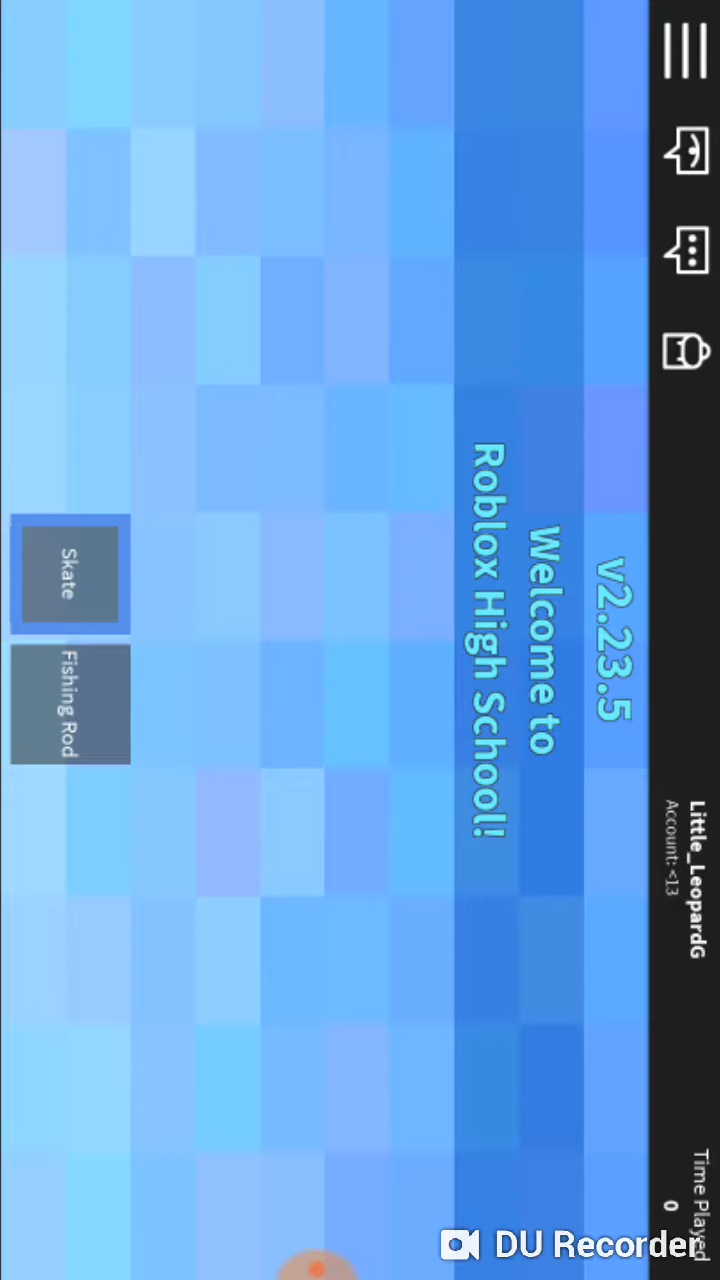 Little_LeopardG
Account: <13
Time Played
0
v2.23.5
Welcome to
Roblox High School!
Skate
Fishing Rod
DU Recorder